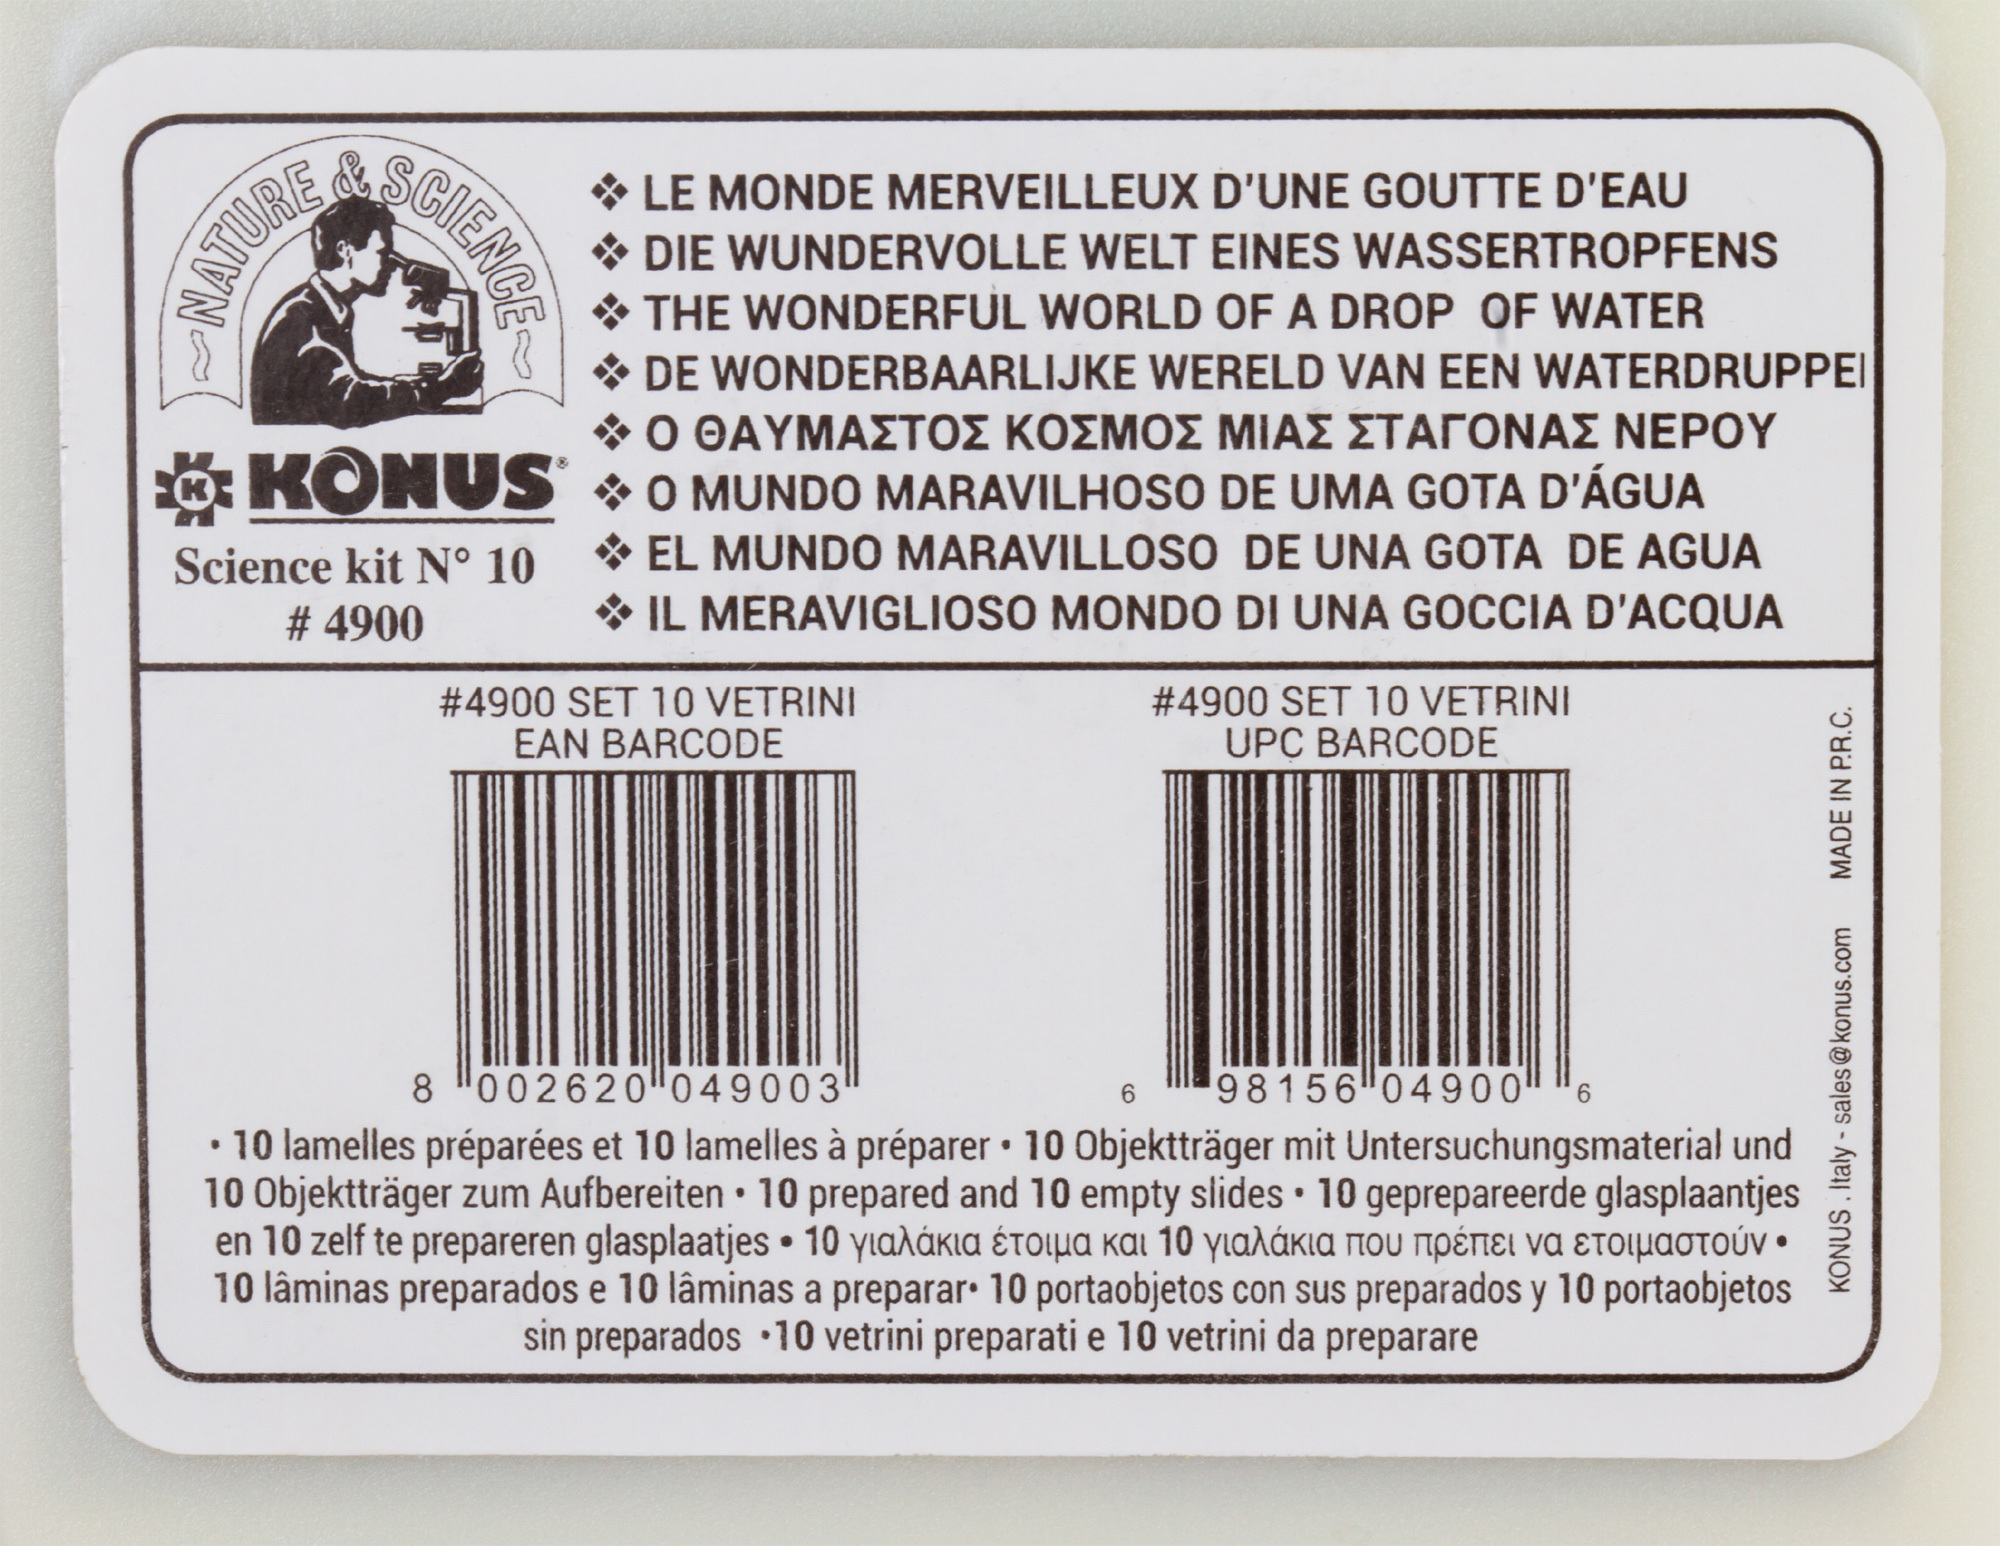 ~NATURE & SCIENCE~
KONUS®
Science kit N° 10
# 4900
❖ LE MONDE MERVEILLEUX D'UNE GOUTTE D'EAU
❖ DIE WUNDERVOLLE WELT EINES WASSERTROPFENS
❖ THE WONDERFUL WORLD OF A DROP OF WATER
❖ DE WONDERBAARLIJKE WERELD VAN EEN WATERDRUPPEL
❖ Ο ΘΑΥΜΑΣΤΟΣ ΚΟΣΜΟΣ ΜΙΑΣ ΣΤΑΓΟΝΑΣ ΝΕΡΟΥ
❖ O MUNDO MARAVILHOSO DE UMA GOTA D'ÁGUA
❖ EL MUNDO MARAVILLOSO DE UNA GOTA DE AGUA
❖ IL MERAVIGLIOSO MONDO DI UNA GOCCIA D'ACQUA
#4900 SET 10 VETRINI
EAN BARCODE
8 002620 049003
#4900 SET 10 VETRINI
UPC BARCODE
6 98156 04900 6
• 10 lamelles préparées et 10 lamelles à préparer • 10 Objektträger mit Untersuchungsmaterial und
10 Objektträger zum Aufbereiten • 10 prepared and 10 empty slides • 10 geprepareerde glasplaantjes
en 10 zelf te prepareren glasplaatjes • 10 γιαλάκια έτοιμα και 10 γιαλάκια που πρέπει να ετοιμαστούν •
10 lâminas preparados e 10 lâminas a preparar• 10 portaobjetos con sus preparados y 10 portaobjetos
sin preparados •10 vetrini preparati e 10 vetrini da preparare
KONUS . Italy - sales@konus.com MADE IN P.R.C.